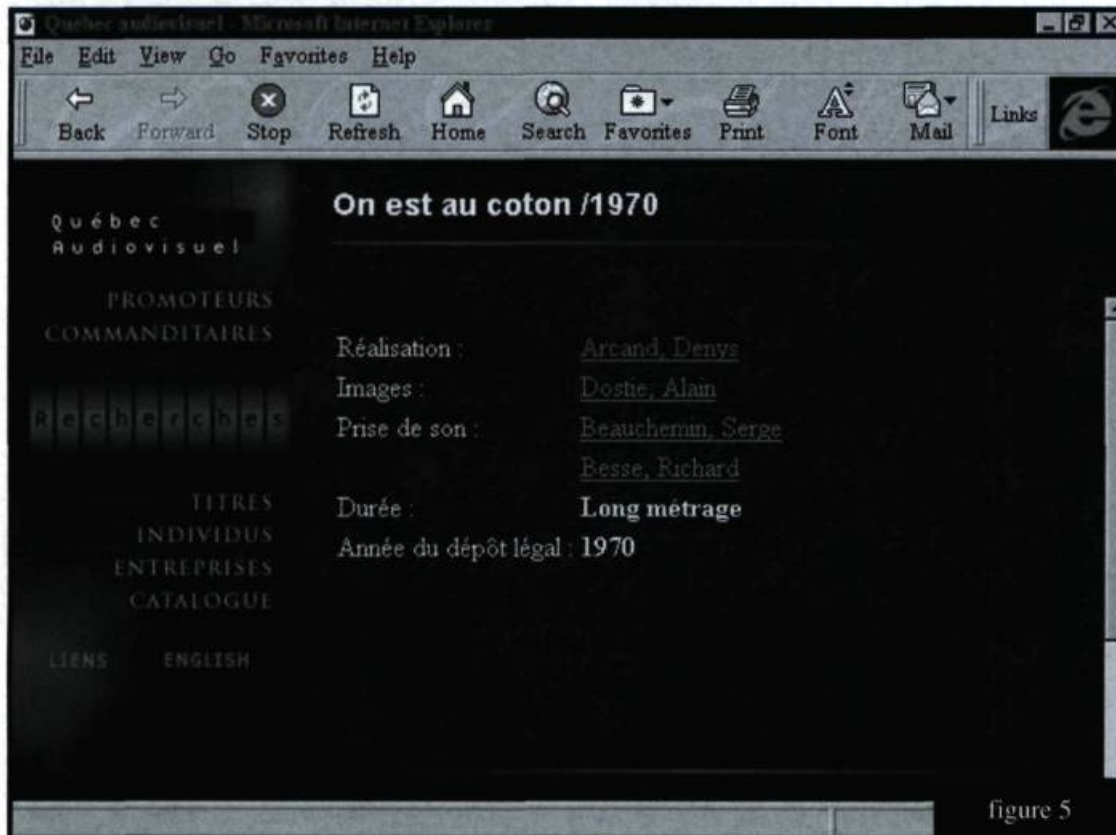 Québec audiovisuel - Microsoft Internet Explorer
File Edit View Go Favorites Help
Back Forward Stop Refresh Home Search Favorites Print Font Mail Links
Québec
Audiovisuel
PROMOTEURS
COMMANDITAIRES
Recherches
TITRES
INDIVIDUS
ENTREPRISES
CATALOGUE
LIENS ENGLISH
On est au coton /1970
Réalisation : Arcand, Denys
Images : Dostie, Alain
Prise de son : Beauchemin, Serge
Besse, Richard
Durée : Long métrage
Année du dépôt légal : 1970
figure 5